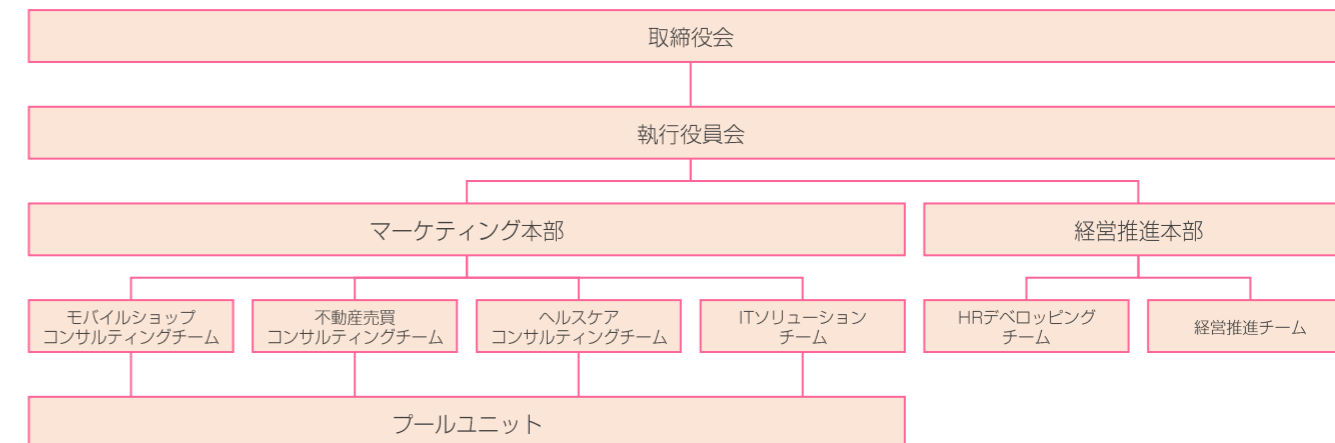 取締役会
執行役員会
マーケティング本部
経営推進本部
モバイルショップ
コンサルティングチーム
不動産売買
コンサルティングチーム
ヘルスケア
コンサルティングチーム
ITソリューション
チーム
HRデベロッピング
チーム
経営推進チーム
プールユニット